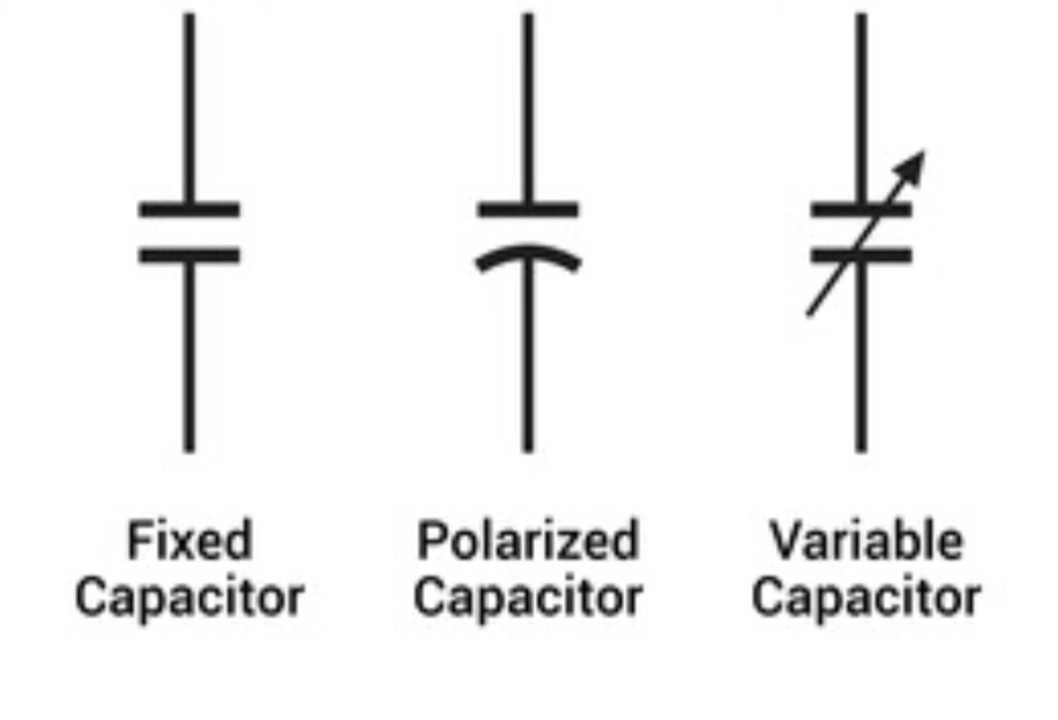 Fixed
Capacitor
Polarized
Capacitor
Variable
Capacitor